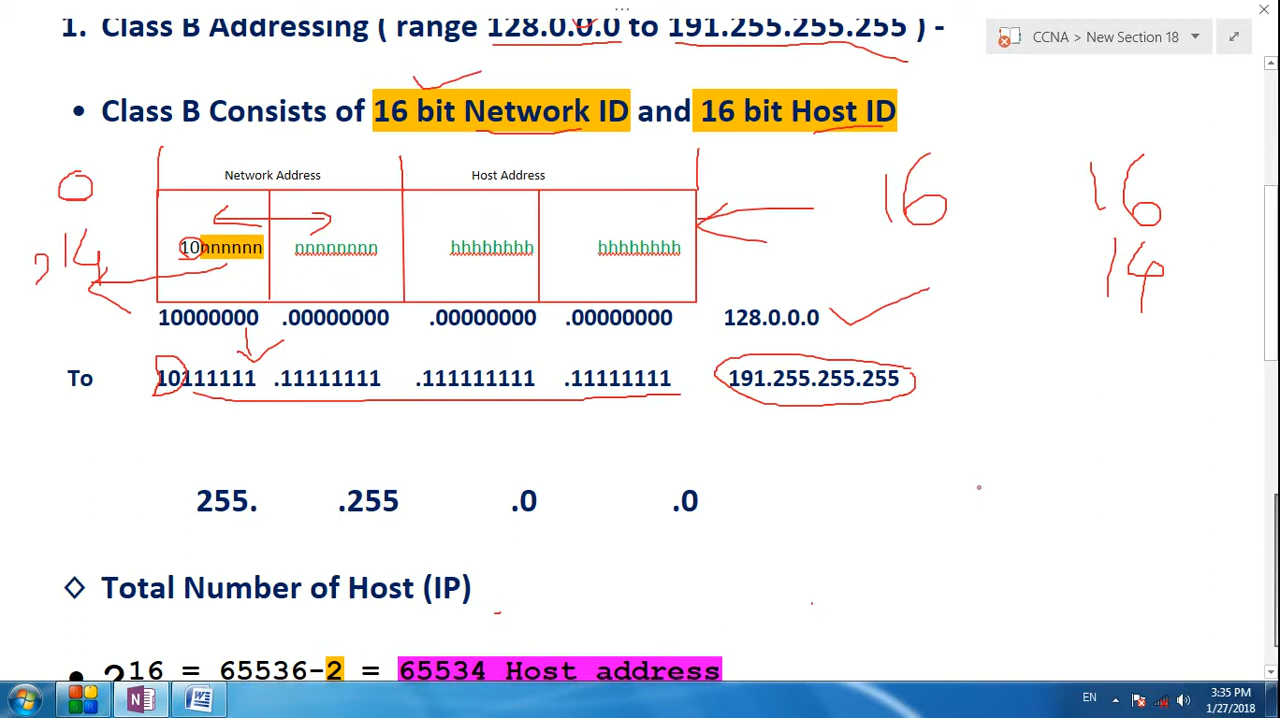 1. Class B Addressing ( range 128.0.0.0 to 191.255.255.255 ) -
CCNA > New Section 18
• Class B Consists of 16 bit Network ID and 16 bit Host ID
Network Address Host Address
0 16 16
10nnnnnn nnnnnnnn hhhhhhhh hhhhhhhh
14 14
10000000 .00000000 .00000000 .00000000 128.0.0.0
To 10111111 .11111111 .111111111 .11111111 191.255.255.255
255. .255 .0 .0
◇ Total Number of Host (IP)
• 2^16 = 65536-2 = 65534 Host address
EN 3:35 PM
1/27/2018